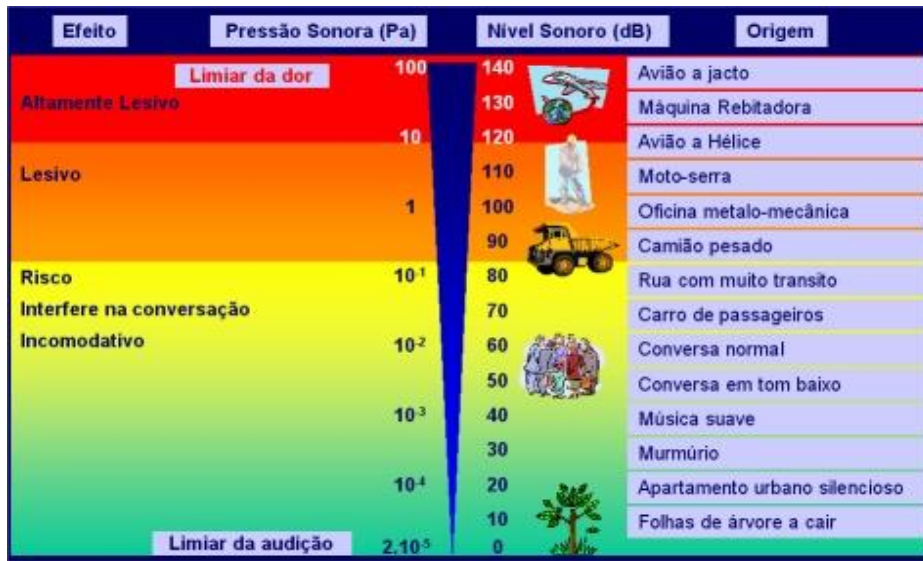 Efeito Pressão Sonora (Pa) Nível Sonoro (dB) Origem
Limiar da dor 100 140 Avião a jacto
Altamente Lesivo 130 Máquina Rebitadora
10 120 Avião a Hélice
Lesivo 110 Moto-serra
1 100 Oficina metalo-mecânica
90 Camião pesado
Risco 10⁻¹ 80 Rua com muito transito
Interfere na conversação 70 Carro de passageiros
Incomodativo 10⁻² 60 Conversa normal
50 Conversa em tom baixo
10⁻³ 40 Música suave
30 Murmúrio
10⁻⁴ 20 Apartamento urbano silencioso
10 Folhas de árvore a cair
Limiar da audição 2.10⁻⁵ 0